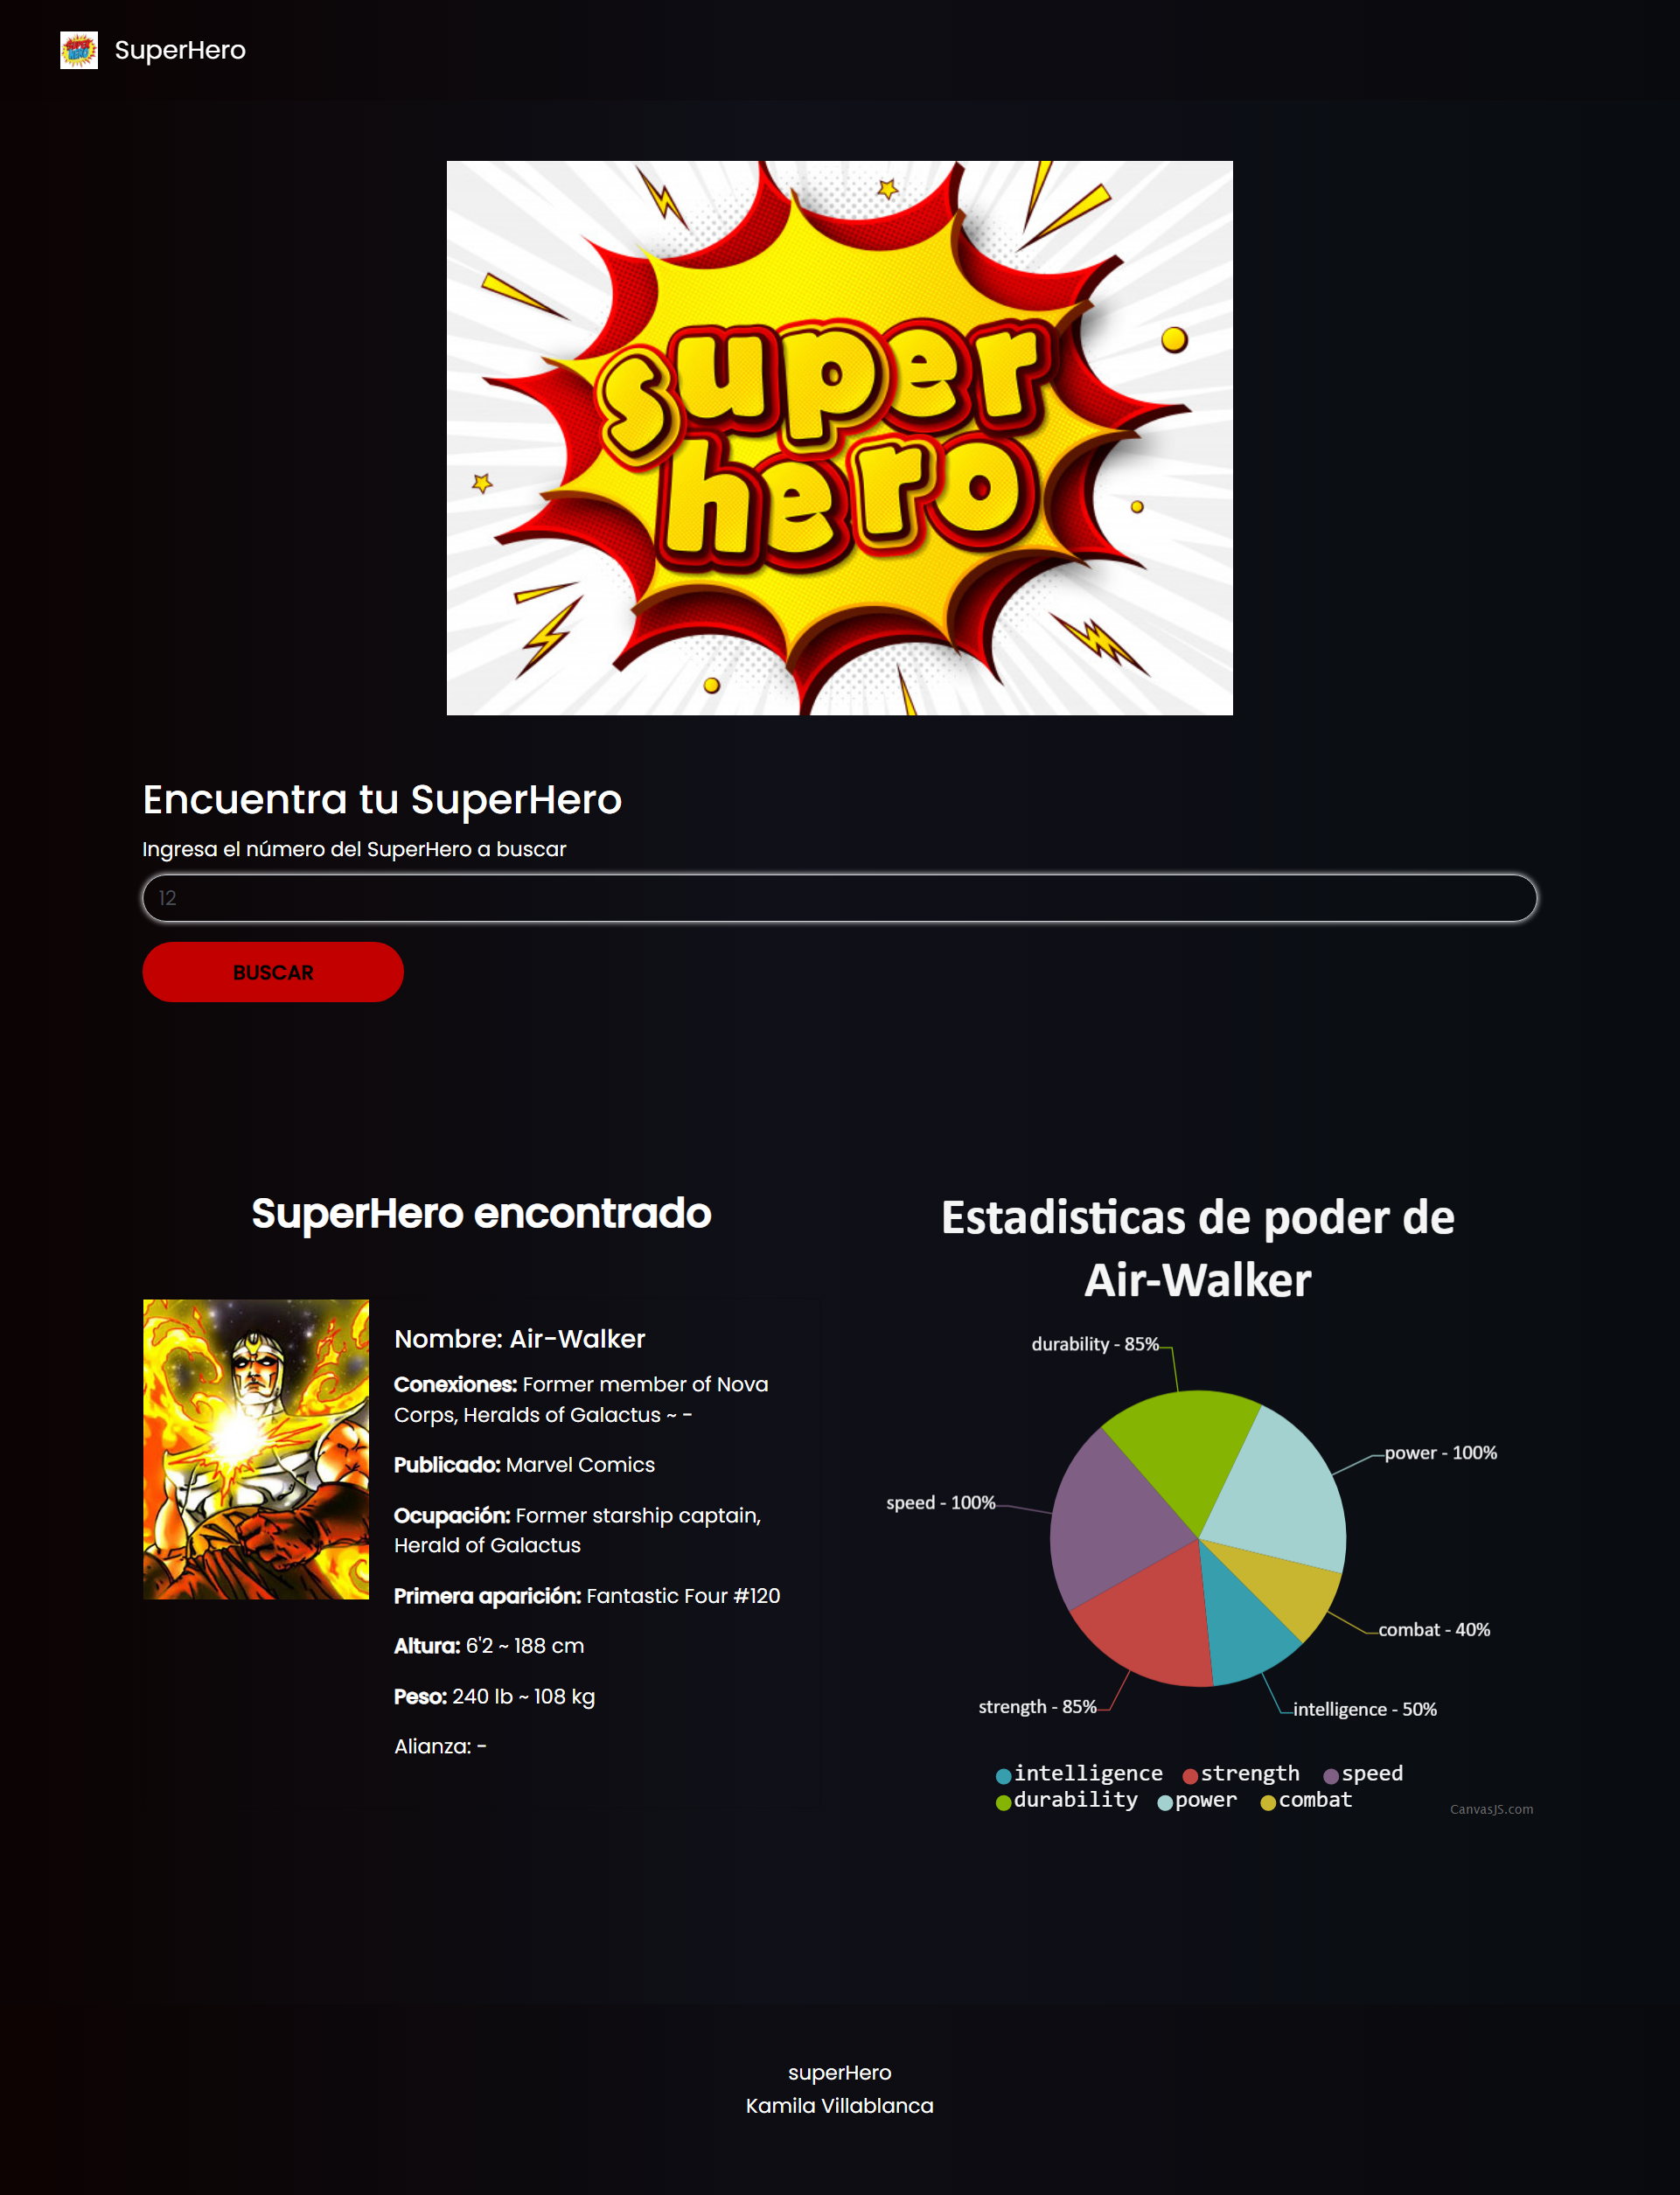 SuperHero
super
hero
Encuentra tu SuperHero
Ingresa el número del SuperHero a buscar
12
BUSCAR
SuperHero encontrado
Nombre: Air-Walker
Conexiones: Former member of Nova
Corps, Heralds of Galactus ~ -
Publicado: Marvel Comics
Ocupación: Former starship captain,
Herald of Galactus
Primera aparición: Fantastic Four #120
Altura: 6'2 ~ 188 cm
Peso: 240 lb ~ 108 kg
Alianza: -
Estadisticas de poder de
Air-Walker
durability - 85%
power - 100%
speed - 100%
combat - 40%
strength - 85%
intelligence - 50%
intelligence strength speed
durability power combat
CanvasJS.com
superHero
Kamila Villablanca